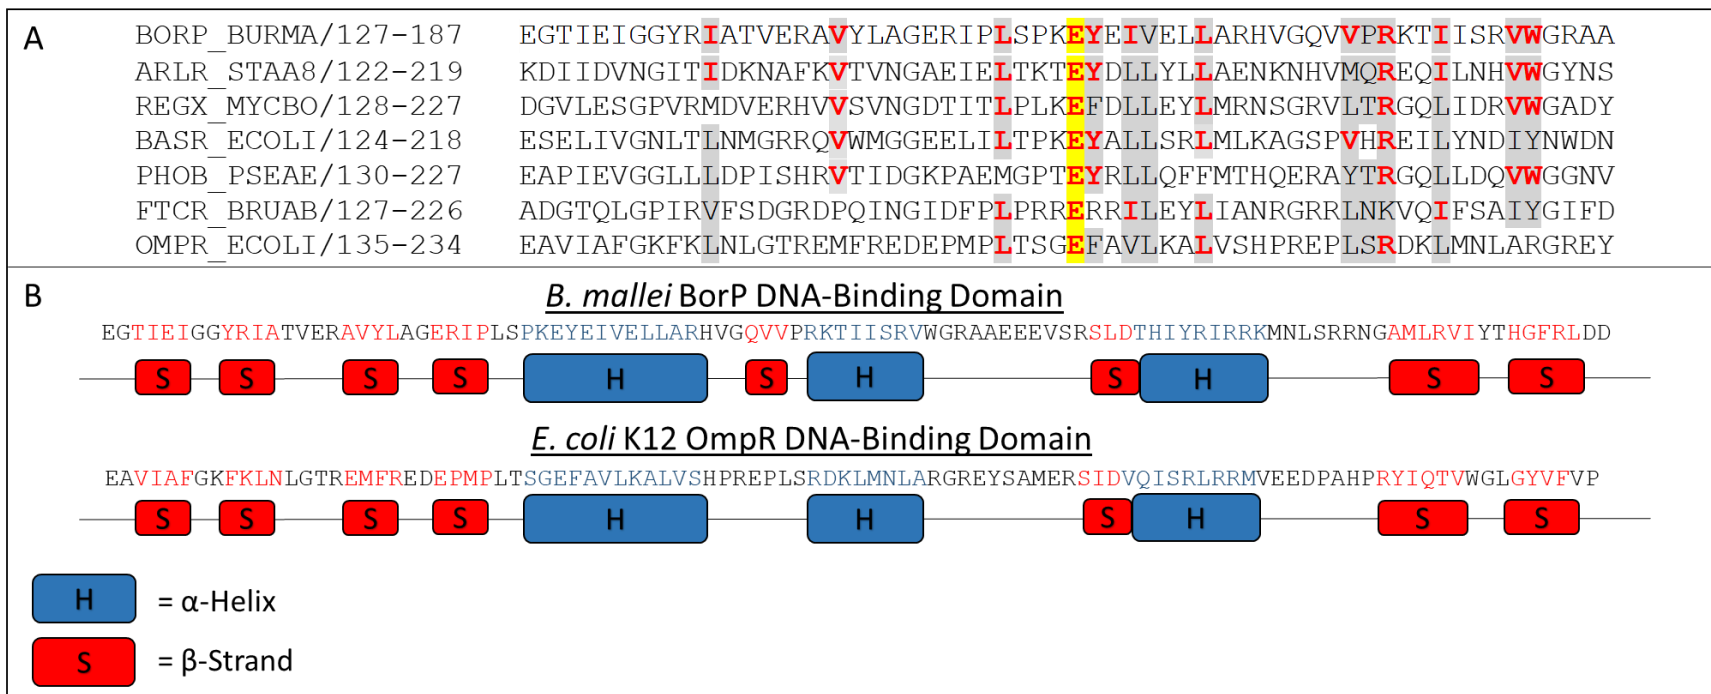 A
BORP_BURMA/127-187 EGTIEIGGYRIATVERAVYLAGERIPLSPKEYEIVELLARHVGQVVPRKTIISRVWGRAA
ARLR_STAA8/122-219 KDIIDVNGITIDKNAFKVTVNGAEIELTKTEYDLLYLLAENKNHVMQREQILNHVWGYNS
REGX_MYCBO/128-227 DGVLESGPVRMDVERHVVSVNGDTITLPLKEFDLLEYLMRNSGRVLTRGQLIDRVWGADY
BASR_ECOLI/124-218 ESELIVGNLTLNMGRRQVWMGGEELILTPKEYALLSRLMLKAGSPVHREILYNDIYNWDN
PHOB_PSEAE/130-227 EAPIEVGGLLLDPISHRVTIDGKPAEMGPTEYRLLQFFMTHQERAYTRGQLLDQVWGGNV
FTCR_BRUAB/127-226 ADGTQLGPIRVFSDGRDPQINGIDFPLPRRERRILEYLIANRGRRLNKVQIFSAIYGIFD
OMPR_ECOLI/135-234 EAVIAFGKFKLNLGTREMFREDEPMPLTSGEFAVLKALVSHPREPLSRDKLMNLARGREY
B
B. mallei BorP DNA-Binding Domain
EGTIEIGGYRIATVERAVYLAGERIPLSPKEYEIVELLARHVGQVVPRKTIISRVWGRAAEEEVSRSLDTHIYRIRRKMNLSRRNGAMLRVIYTHGFRLDD
S S S S H S H S H S S
E. coli K12 OmpR DNA-Binding Domain
EAVIAFGKFKLNLGTREMFREDEPMPLTSGEFAVLKALVSHPREPLSRDKLMNLARGREYSAMERSIDVQISRLRRMVEEDPAHPRYIQTVWGLGYVFVP
S S S S H H S H S S
H = α-Helix
S = β-Strand